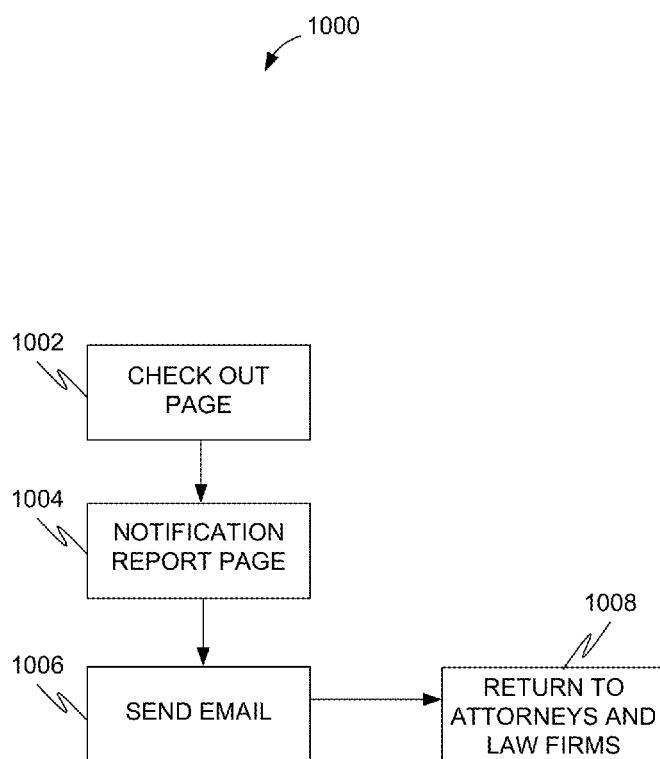 1000
1002
CHECK OUT
PAGE
1004
NOTIFICATION
REPORT PAGE
1006
SEND EMAIL
1008
RETURN TO
ATTORNEYS AND
LAW FIRMS